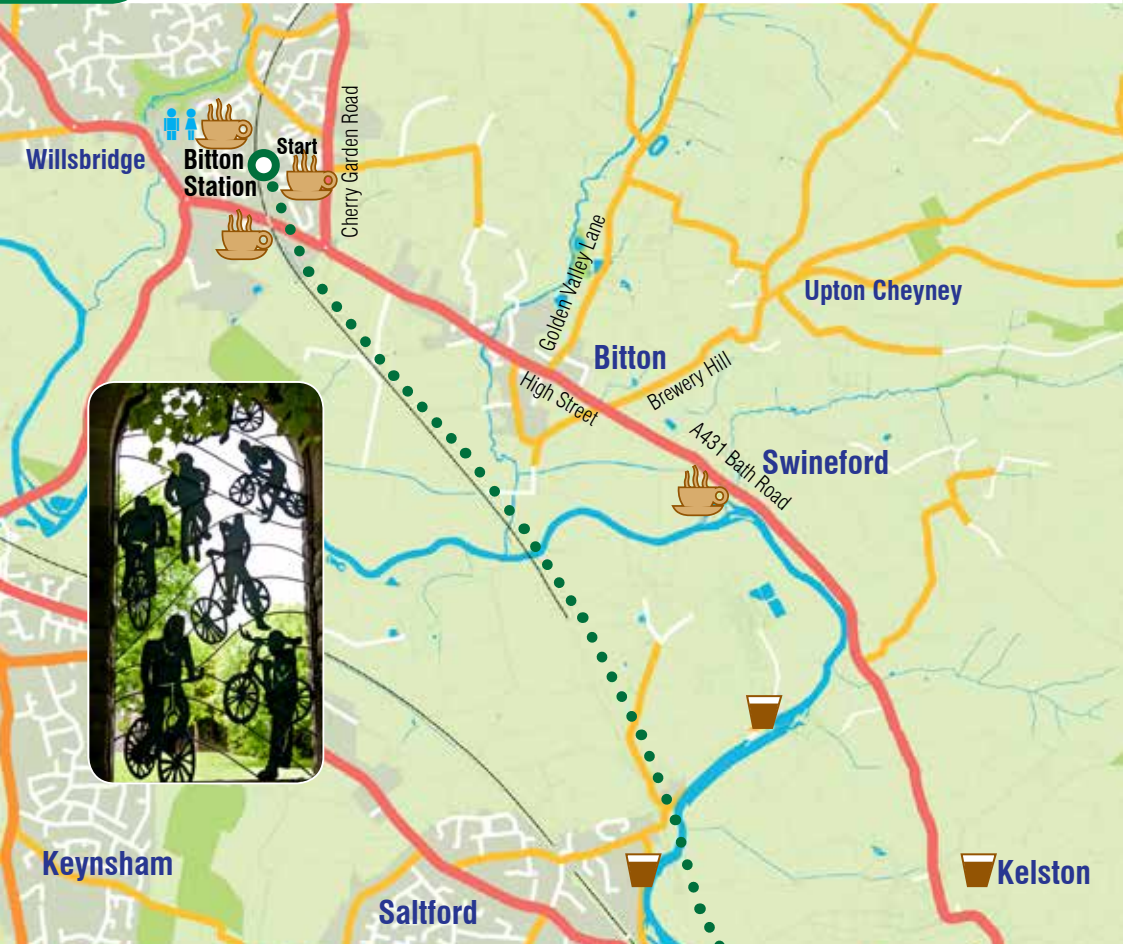 Willsbridge
Bitton
Station
Start
Cherry Garden Road
Golden Valley Lane
Upton Cheyney
Bitton
Brewery Hill
High Street
A431 Bath Road
Swineford
Keynsham
Saltford
Kelston